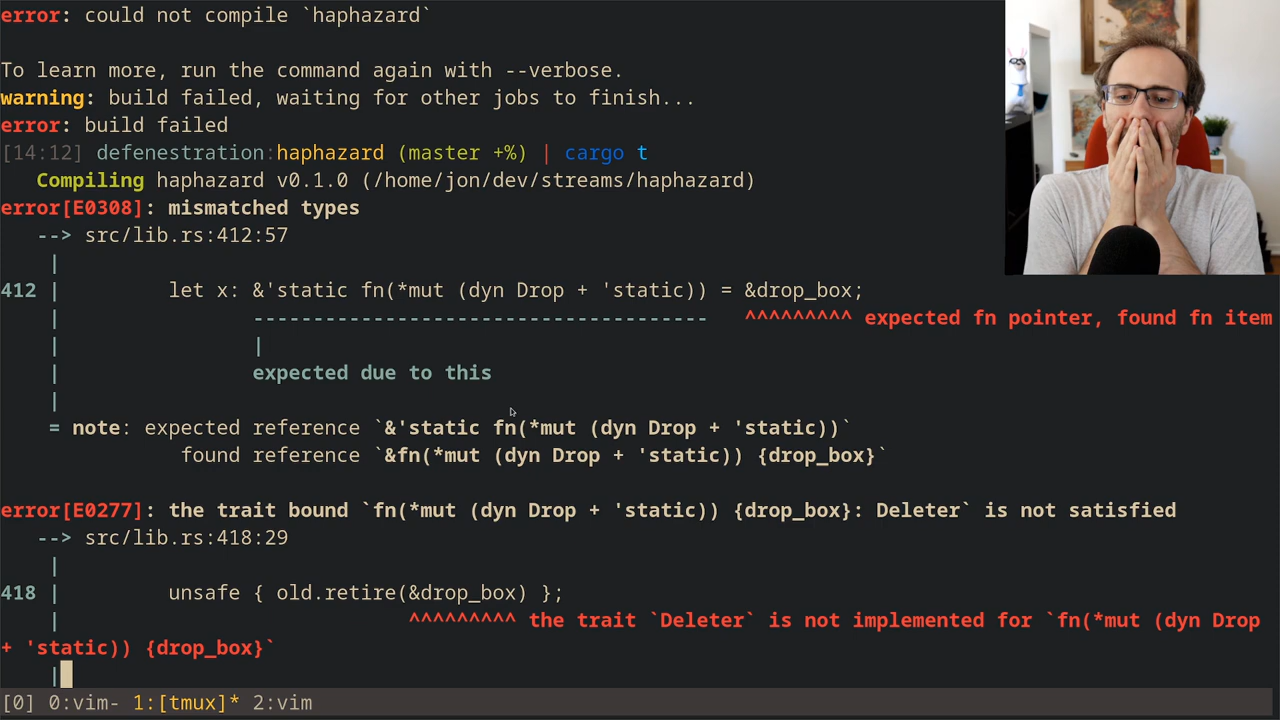 error: could not compile `haphazard`
To learn more, run the command again with --verbose.
warning: build failed, waiting for other jobs to finish...
error: build failed
[14:12] defenestration:haphazard (master +%) | cargo t
   Compiling haphazard v0.1.0 (/home/jon/dev/streams/haphazard)
error[E0308]: mismatched types
   --> src/lib.rs:412:57
    |
412 |         let x: &'static fn(*mut (dyn Drop + 'static)) = &drop_box;
    |                --------------------------------------   ^^^^^^^^^ expected fn pointer, found fn item
    |                |
    |                expected due to this
    |
    = note: expected reference `&'static fn(*mut (dyn Drop + 'static))`
               found reference `&fn(*mut (dyn Drop + 'static)) {drop_box}`
error[E0277]: the trait bound `fn(*mut (dyn Drop + 'static)) {drop_box}: Deleter` is not satisfied
   --> src/lib.rs:418:29
    |
418 |         unsafe { old.retire(&drop_box) };
    |                             ^^^^^^^^^ the trait `Deleter` is not implemented for `fn(*mut (dyn Drop
+ 'static)) {drop_box}`
    |
[0] 0:vim- 1:[tmux]* 2:vim